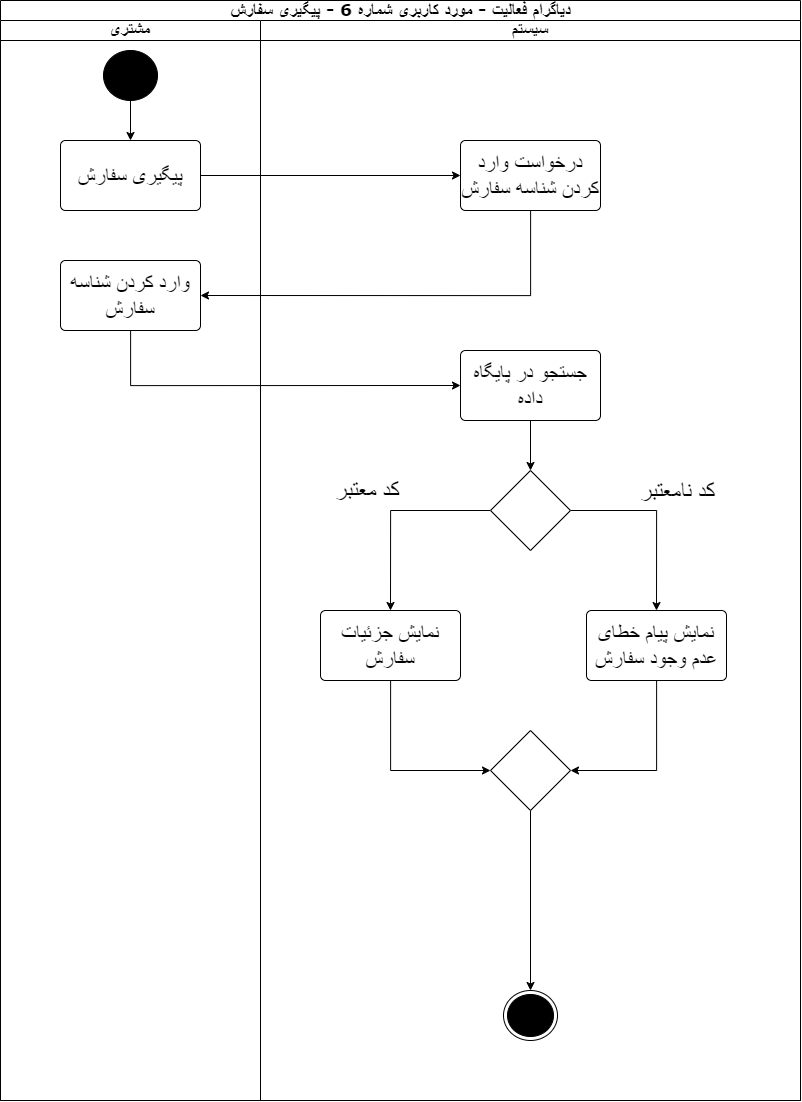 دیاگرام فعالیت - مورد کاربری شماره 6 - پیگیری سفارش
مشتری
سیستم
پیگیری سفارش
درخواست وارد
کردن شناسه سفارش
وارد کردن شناسه
سفارش
جستجو در پایگاه
داده
کد معتبر
کد نامعتبر
نمایش جزئیات
سفارش
نمایش پیام خطای
عدم وجود سفارش